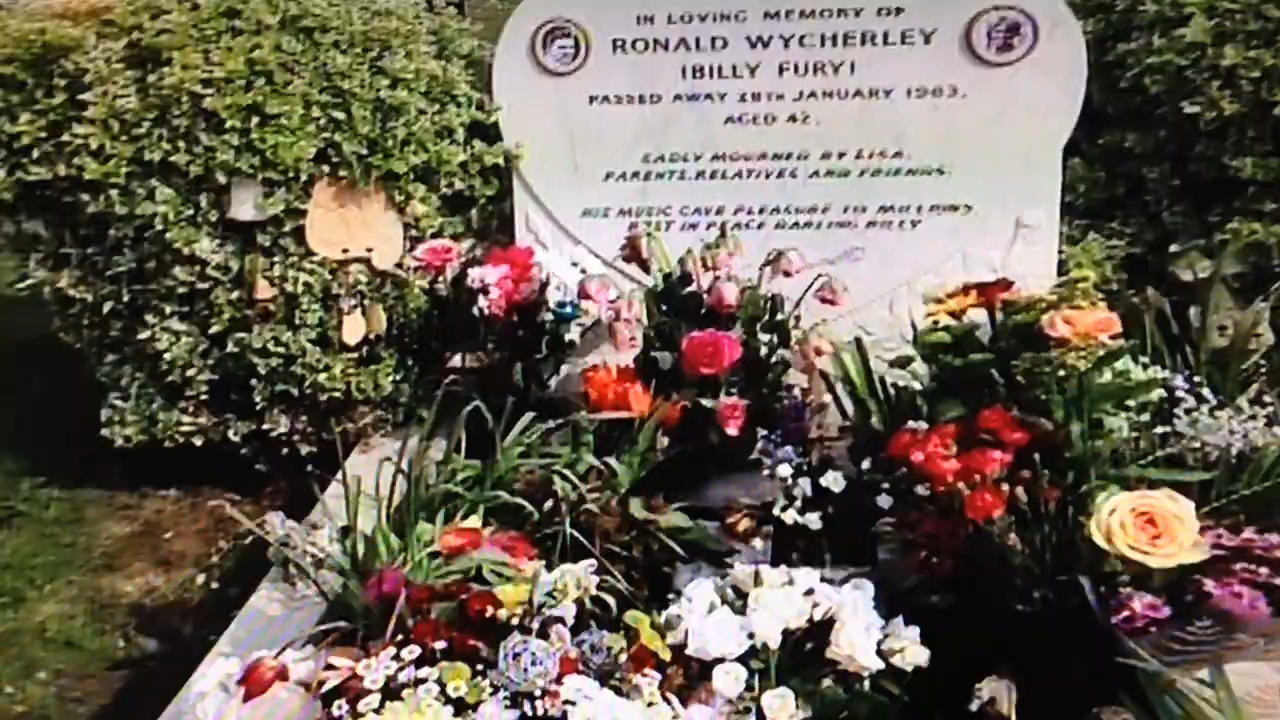 IN LOVING MEMORY OF
RONALD WYCHERLEY
(BILLY FURY)
PASSED AWAY 28TH JANUARY 1983.
AGED 42.
SADLY MOURNED BY LISA,
PARENTS, RELATIVES AND FRIENDS.
HIS MUSIC GAVE PLEASURE TO MILLIONS
REST IN PEACE DARLING BILLY